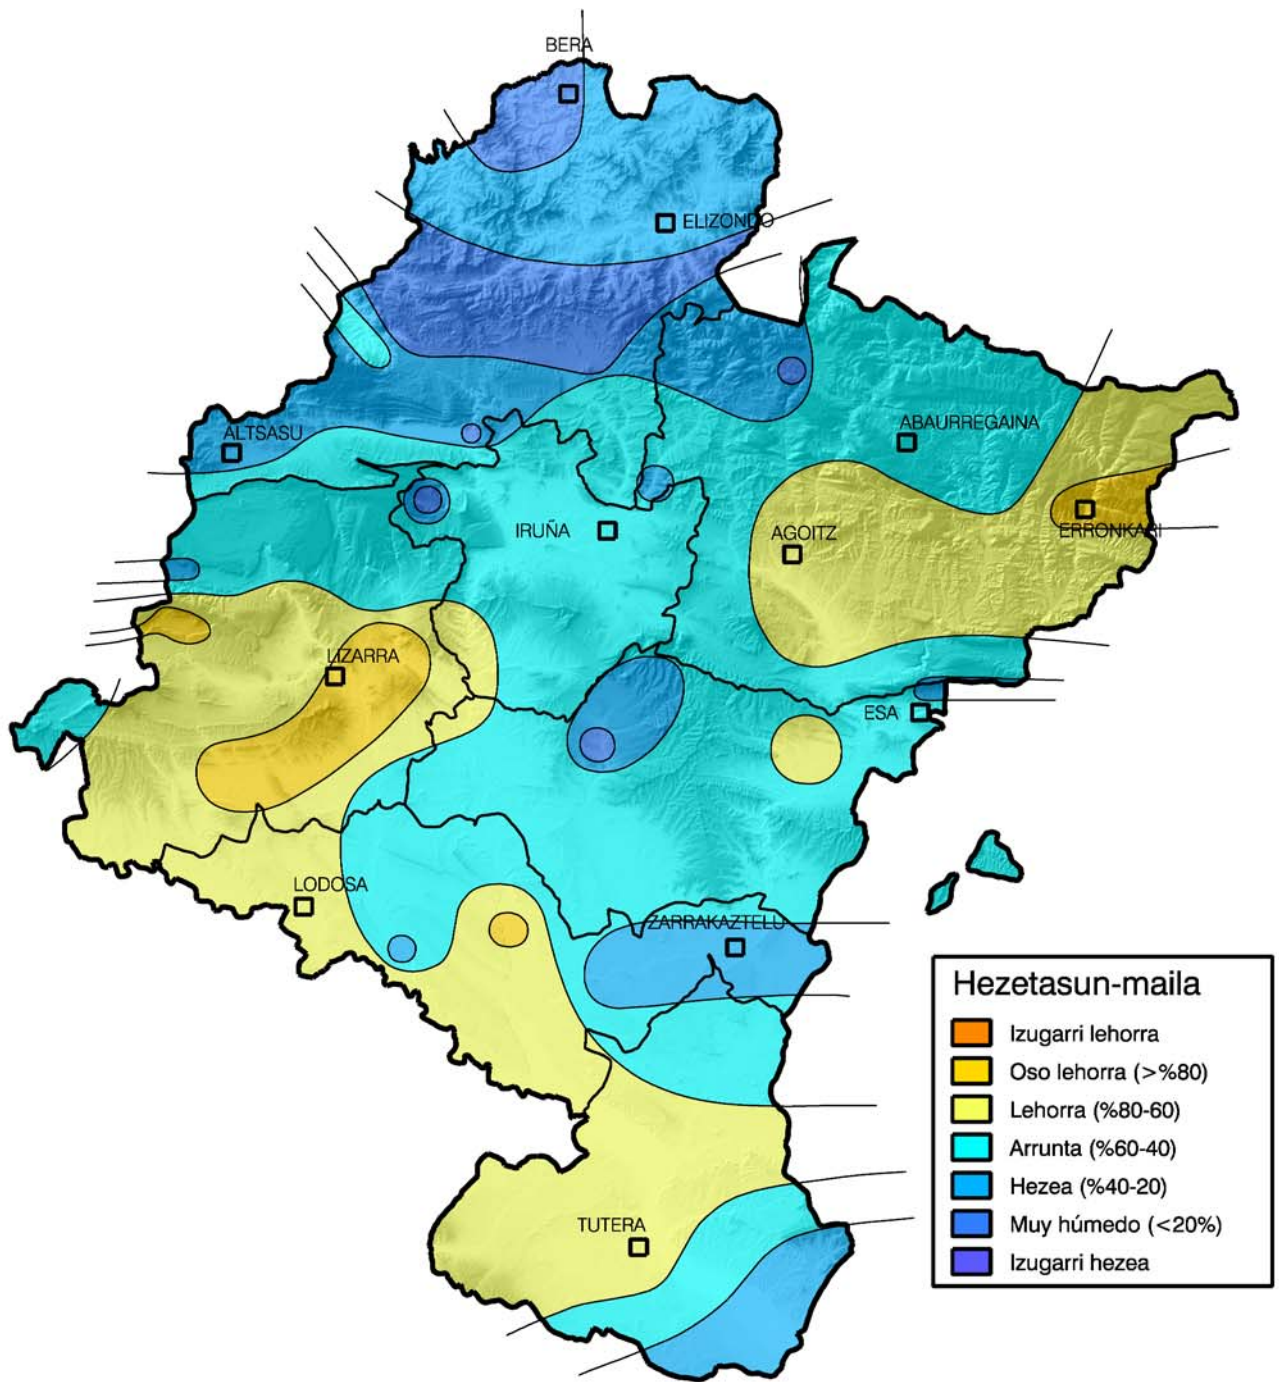 BERA
ELIZONDO
ALTSASU
ABAURREGAINA
IRUÑA
AGOITZ
ERRONKARI
LIZARRA
ESA
LODOSA
ZARRAKAZTELU
TUTERA
Hezetasun-maila
Izugarri lehorra
Oso lehorra (>%80)
Lehorra (%80-60)
Arrunta (%60-40)
Hezea (%40-20)
Muy húmedo (<20%)
Izugarri hezea